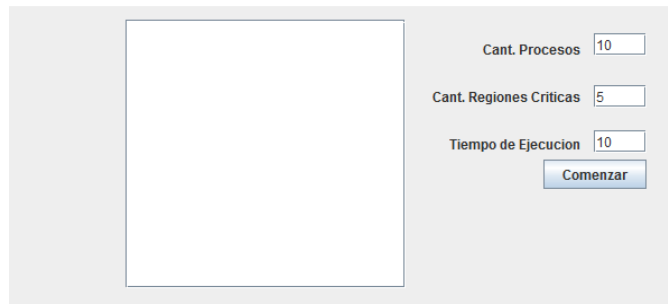 Cant. Procesos 10
Cant. Regiones Criticas 5
Tiempo de Ejecucion 10
Comenzar